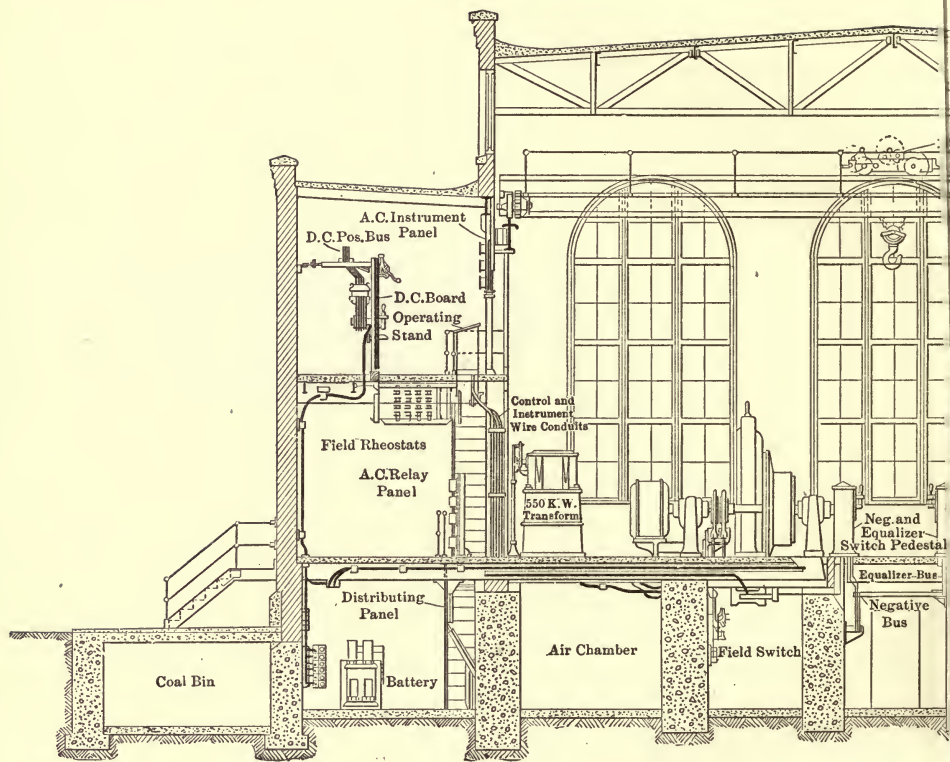 A.C.Instrument
Panel
D.C.Pos.Bus
D.C.Board
Operating
Stand
Control and
Instrument
Wire Conduits
Field Rheostats
A.C.Relay
Panel
550 K.W.
Transform.
Neg.and
Equalizer
Switch Pedestal
Equalizer Bus
Distributing
Panel
Negative
Bus
Air Chamber
Field Switch
Coal Bin
Battery